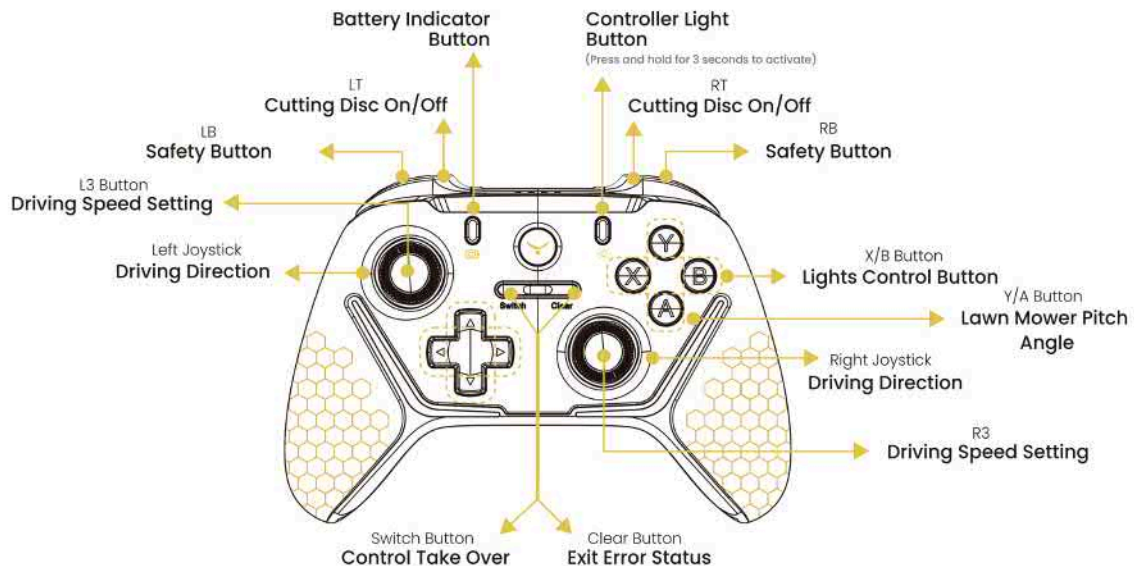 Battery Indicator
Button
Controller Light
Button
(Press and hold for 3 seconds to activate)
LT
Cutting Disc On/Off
RT
Cutting Disc On/Off
LB
Safety Button
RB
Safety Button
L3 Button
Driving Speed Setting
Left Joystick
Driving Direction
Y
X
B
A
X/B Button
Lights Control Button
Y/A Button
Lawn Mower Pitch
Angle
Switch
Clear
Right Joystick
Driving Direction
R3
Driving Speed Setting
Switch Button
Control Take Over
Clear Button
Exit Error Status